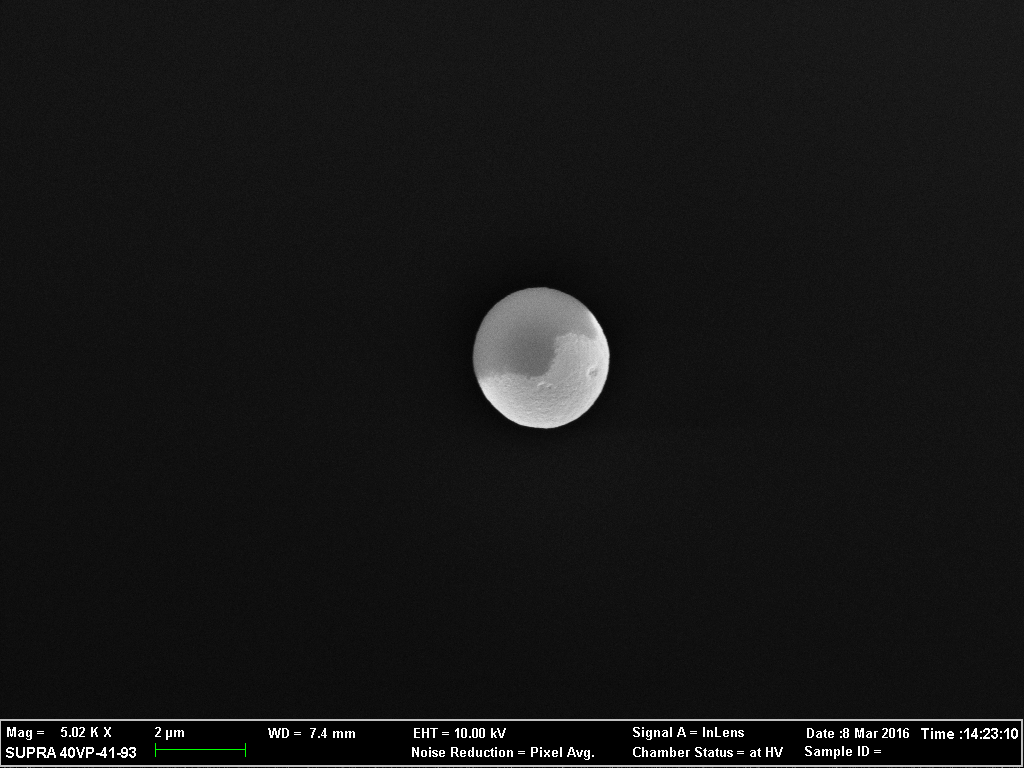 Mag = 5.02 K X 2 µm WD = 7.4 mm EHT = 10.00 kV Signal A = InLens Date :8 Mar 2016 Time :14:23:10
SUPRA 40VP-41-93 Noise Reduction = Pixel Avg. Chamber Status = at HV Sample ID =